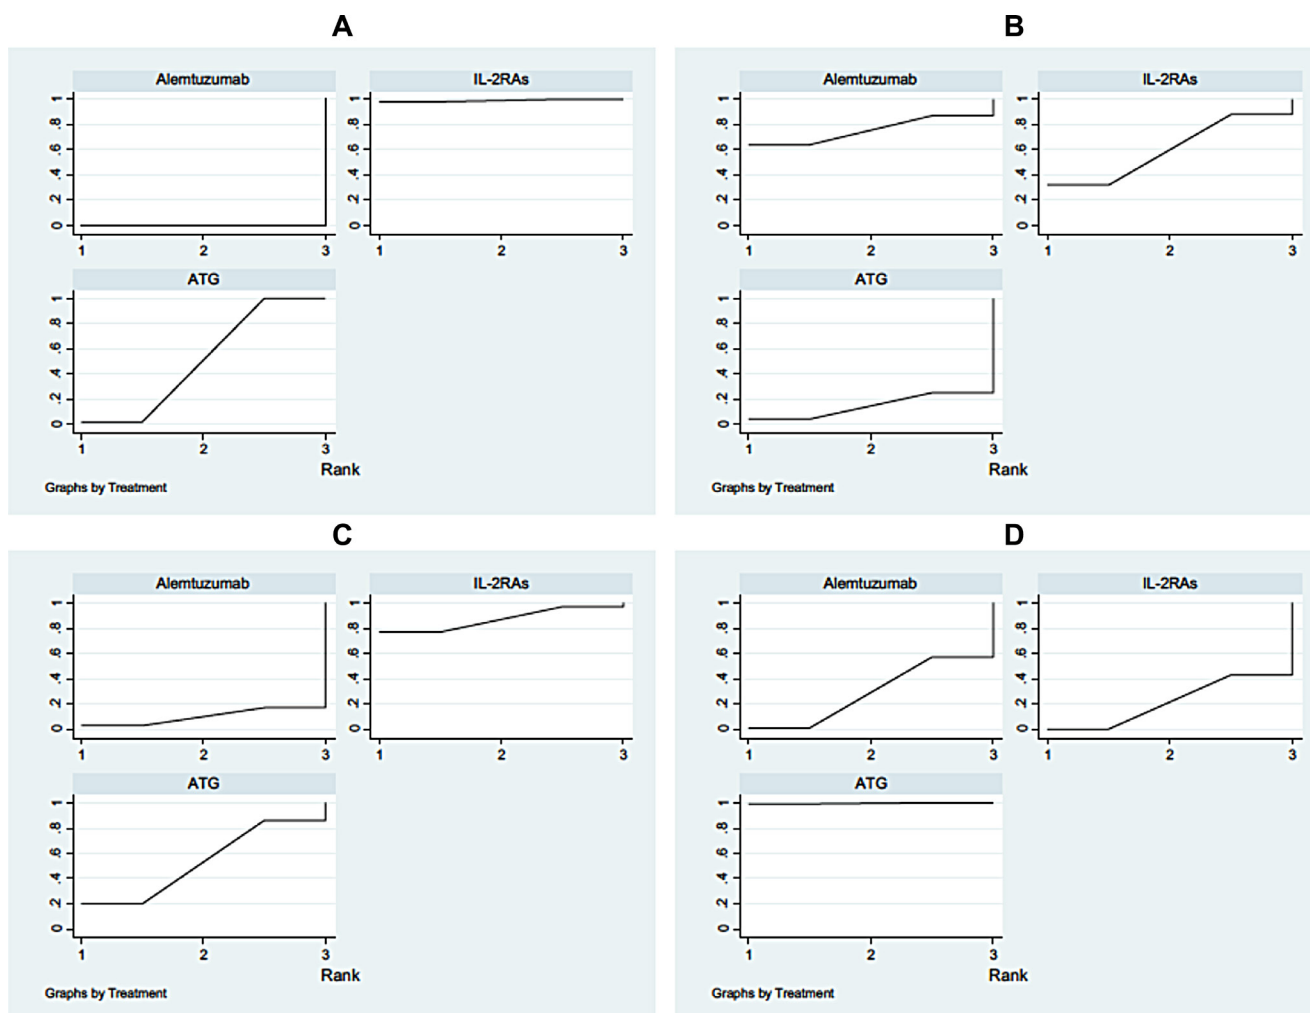 A
B
Alemtuzumab
IL-2RAs
0 .2 .4 .6 .8 1
0 .2 .4 .6 .8 1
1 2 3
1 2 3
ATG
0 .2 .4 .6 .8 1
1 2 3
Rank
Graphs by Treatment
Alemtuzumab
IL-2RAs
0 .2 .4 .6 .8 1
0 .2 .4 .6 .8 1
1 2 3
1 2 3
ATG
0 .2 .4 .6 .8 1
1 2 3
Rank
Graphs by Treatment
C
D
Alemtuzumab
IL-2RAs
0 .2 .4 .6 .8 1
0 .2 .4 .6 .8 1
1 2 3
1 2 3
ATG
0 .2 .4 .6 .8 1
1 2 3
Rank
Graphs by Treatment
Alemtuzumab
IL-2RAs
0 .2 .4 .6 .8 1
0 .2 .4 .6 .8 1
1 2 3
1 2 3
ATG
0 .2 .4 .6 .8 1
1 2 3
Rank
Graphs by Treatment